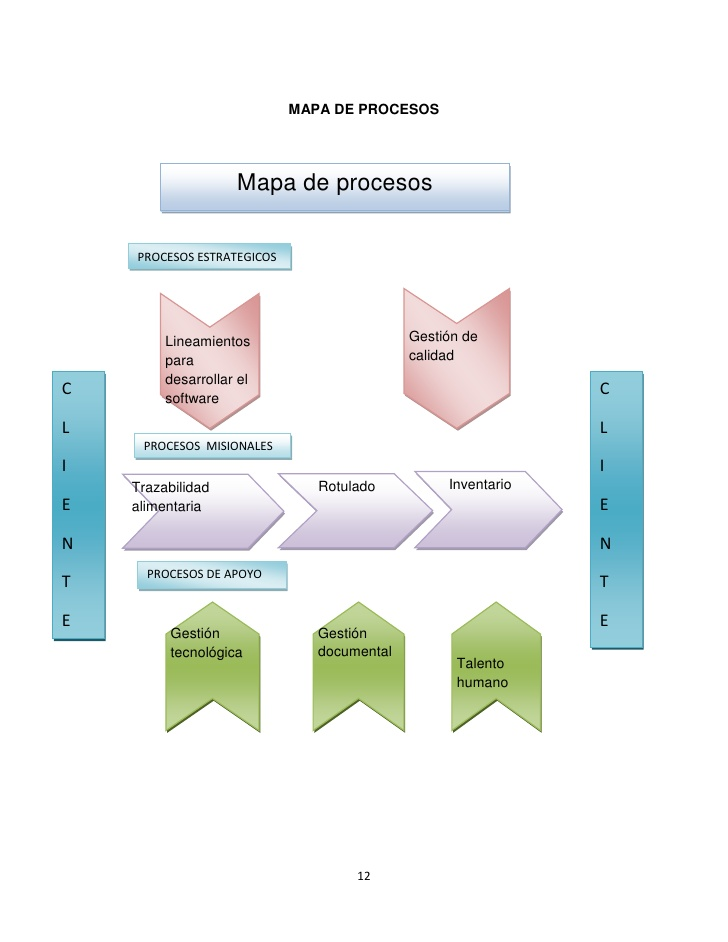 MAPA DE PROCESOS
Mapa de procesos
PROCESOS ESTRATEGICOS
Lineamientos
para
desarrollar el
software
Gestión de
calidad
C
L
I
E
N
T
E
PROCESOS MISIONALES
Trazabilidad
alimentaria
Rotulado
Inventario
PROCESOS DE APOYO
Gestión
tecnológica
Gestión
documental
Talento
humano
C
L
I
E
N
T
E
12